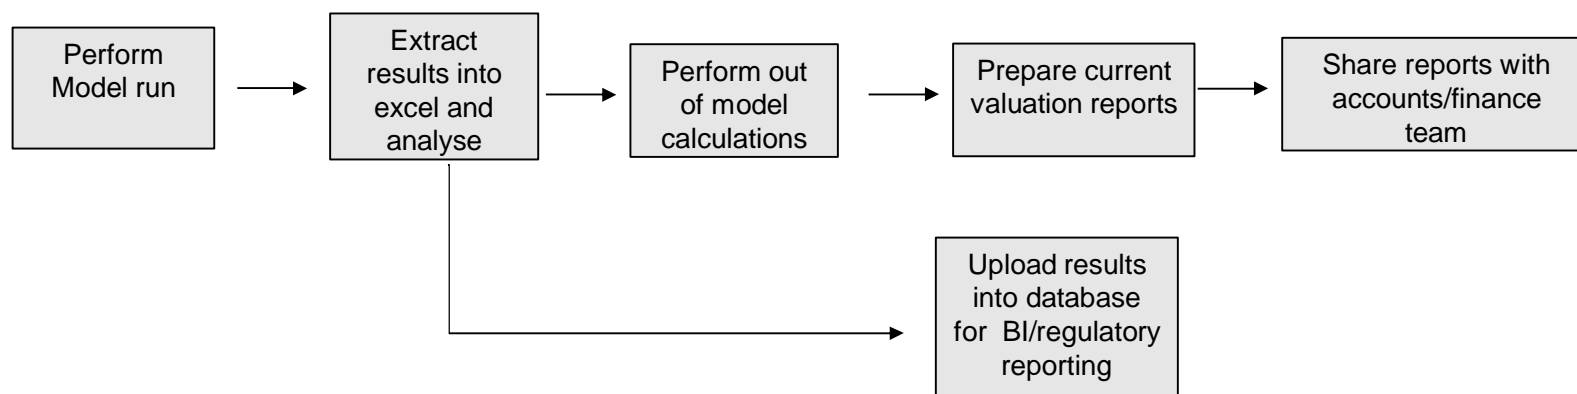 Perform
Model run
Extract
results into
excel and
analyse
Perform out
of model
calculations
Prepare current
valuation reports
Share reports with
accounts/finance
team
Upload results
into database
for  BI/regulatory
reporting